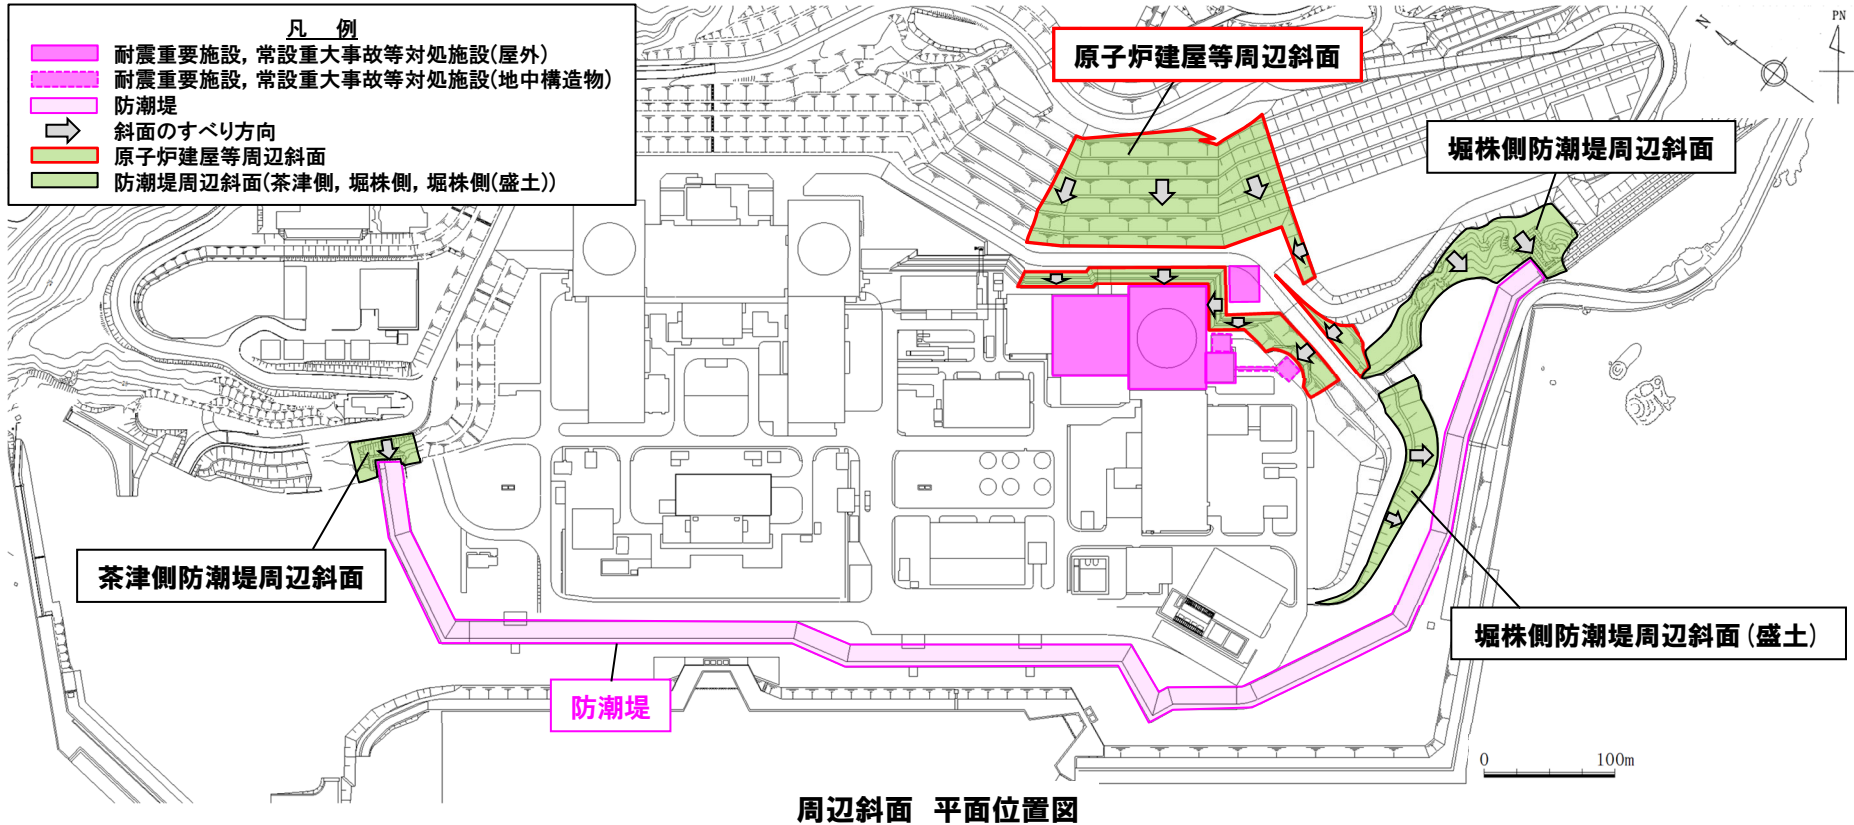 凡 例
耐震重要施設, 常設重大事故等対処施設(屋外)
耐震重要施設, 常設重大事故等対処施設(地中構造物)
防潮堤
斜面のすべり方向
原子炉建屋等周辺斜面
防潮堤周辺斜面(茶津側, 堀株側, 堀株側(盛土))
原子炉建屋等周辺斜面
N
PN
堀株側防潮堤周辺斜面
茶津側防潮堤周辺斜面
堀株側防潮堤周辺斜面(盛土)
防潮堤
0 100m
周辺斜面 平面位置図